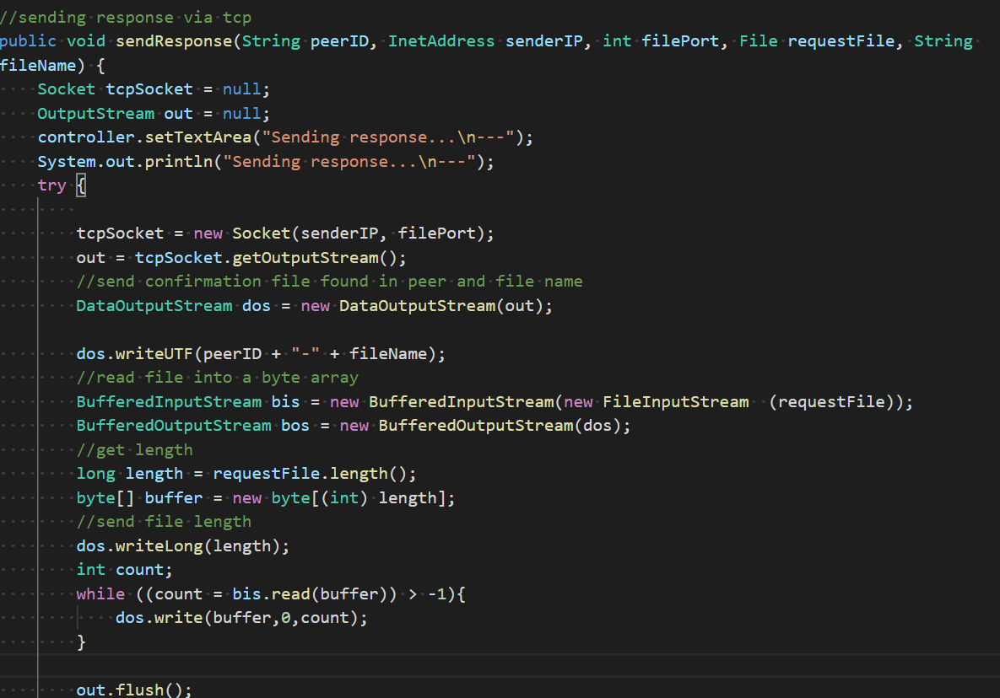 //sending response via tcp
public void sendResponse(String peerID, InetAddress senderIP, int filePort, File requestFile, String
fileName) {
    Socket tcpSocket = null;
    OutputStream out = null;
    controller.setTextArea("Sending response...\n---");
    System.out.println("Sending response...\n---");
    try {
        tcpSocket = new Socket(senderIP, filePort);
        out = tcpSocket.getOutputStream();
        //send confirmation file found in peer and file name
        DataOutputStream dos = new DataOutputStream(out);
        dos.writeUTF(peerID + "-" + fileName);
        //read file into a byte array
        BufferedInputStream bis = new BufferedInputStream(new FileInputStream  (requestFile));
        BufferedOutputStream bos = new BufferedOutputStream(dos);
        //get length
        long length = requestFile.length();
        byte[] buffer = new byte[(int) length];
        //send file length
        dos.writeLong(length);
        int count;
        while ((count = bis.read(buffer)) > -1){
            dos.write(buffer,0,count);
        }
        out.flush();